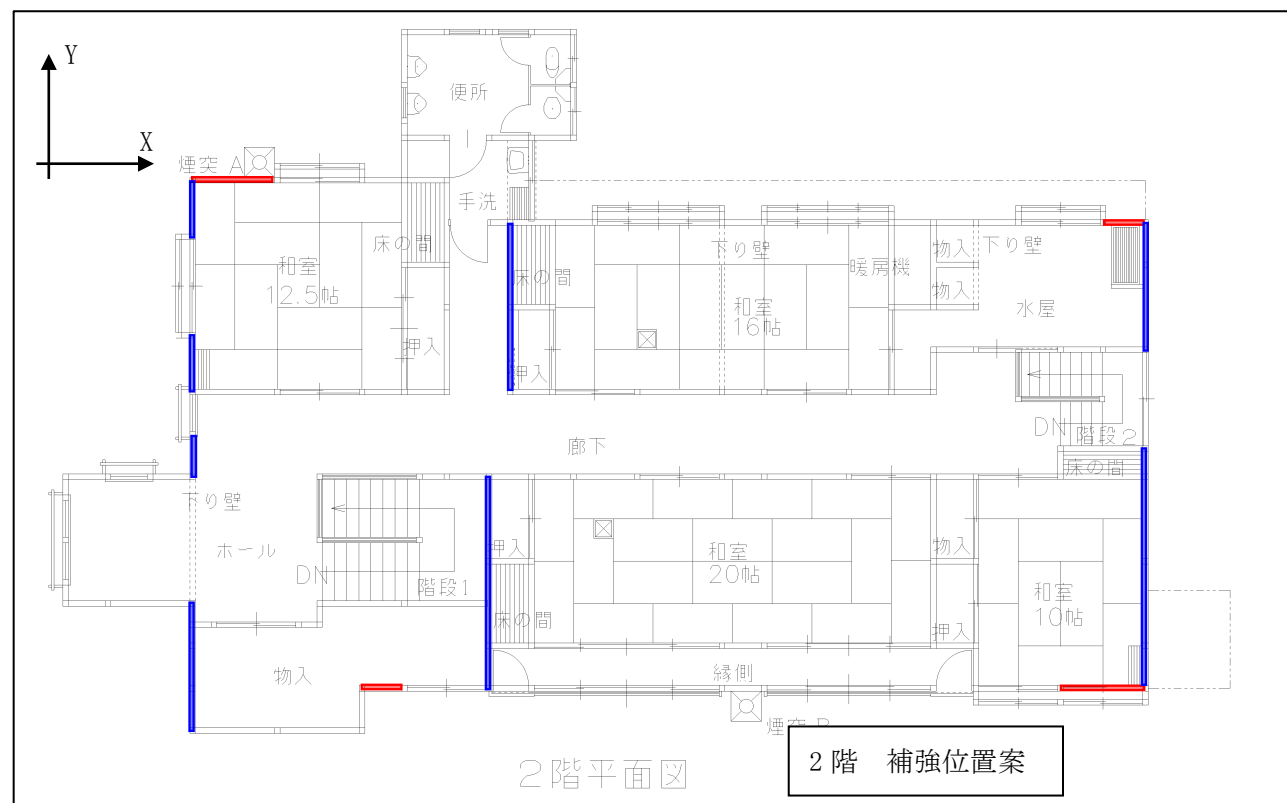 Y
X
便所
煙突 A
手洗
床の間
和室
12.5帖
押入
床の間
下り壁
暖房機
物入
下り壁
物入
和室
16帖
水屋
押入
廊下
DN
階段2
床の間
下り壁
ホール
DN
階段1
押入
和室
20帖
物入
床の間
押入
和室
10帖
物入
縁側
2階平面図
2階 補強位置案